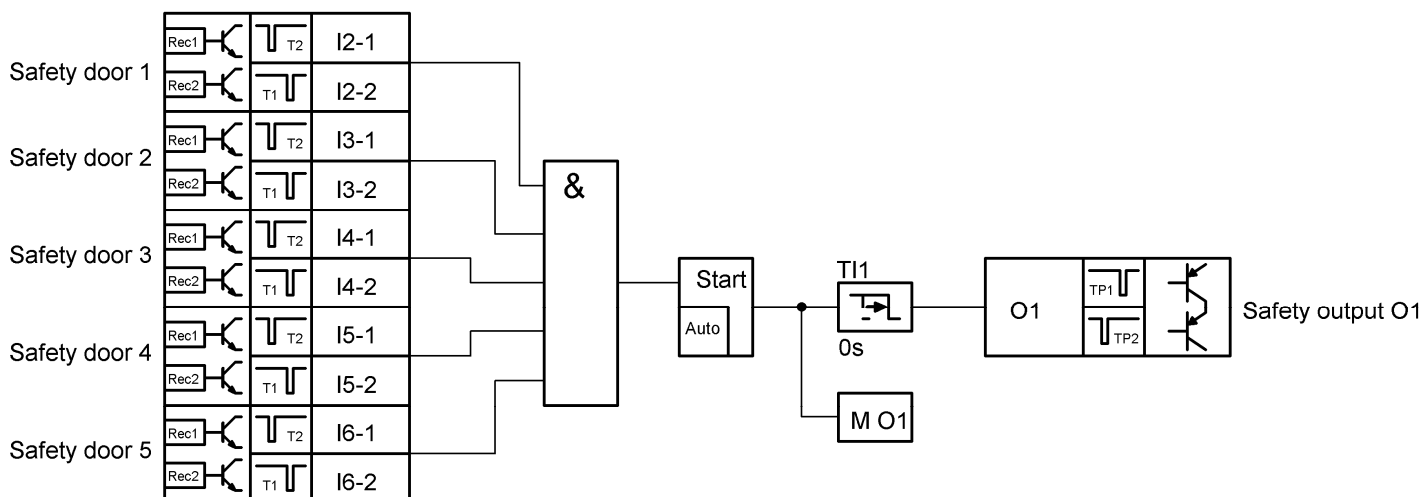 Safety door 1
Rec1 T2 I2-1
Rec2 T1 I2-2
Safety door 2
Rec1 T2 I3-1
Rec2 T1 I3-2
Safety door 3
Rec1 T2 I4-1
Rec2 T1 I4-2
Safety door 4
Rec1 T2 I5-1
Rec2 T1 I5-2
Safety door 5
Rec1 T2 I6-1
Rec2 T1 I6-2
&
Start
Auto
TI1
0s
M O1
O1
TP1
TP2
Safety output O1